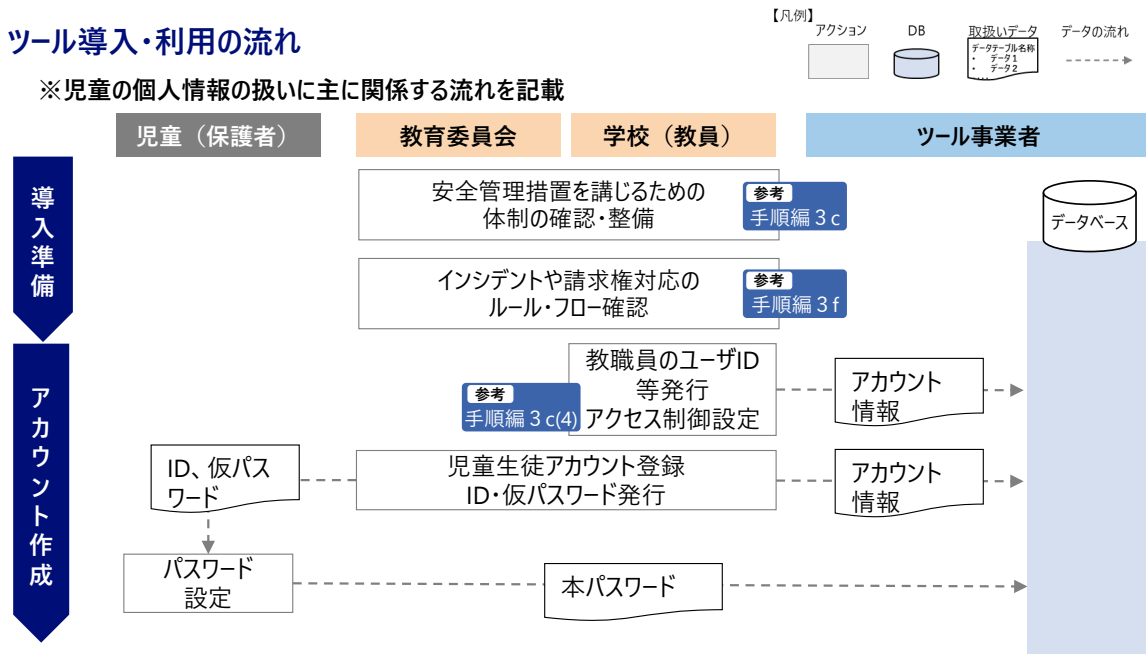 ツール導入・利用の流れ
※児童の個人情報の扱いに主に関係する流れを記載
【凡例】
アクション
DB
取扱いデータ
データの流れ
データテーブル名称
・ データ1
・ データ2
....
児童（保護者）
教育委員会
学校（教員）
ツール事業者
導入準備
安全管理措置を講じるための
体制の確認・整備
参考
手順編３c
データベース
インシデントや請求権対応の
ルール・フロー確認
参考
手順編３f
アカウント作成
教職員のユーザID
等発行
アクセス制御設定
参考
手順編３c(4)
アカウント
情報
ID、仮パス
ワード
児童生徒アカウント登録
ID・仮パスワード発行
アカウント
情報
パスワード
設定
本パスワード